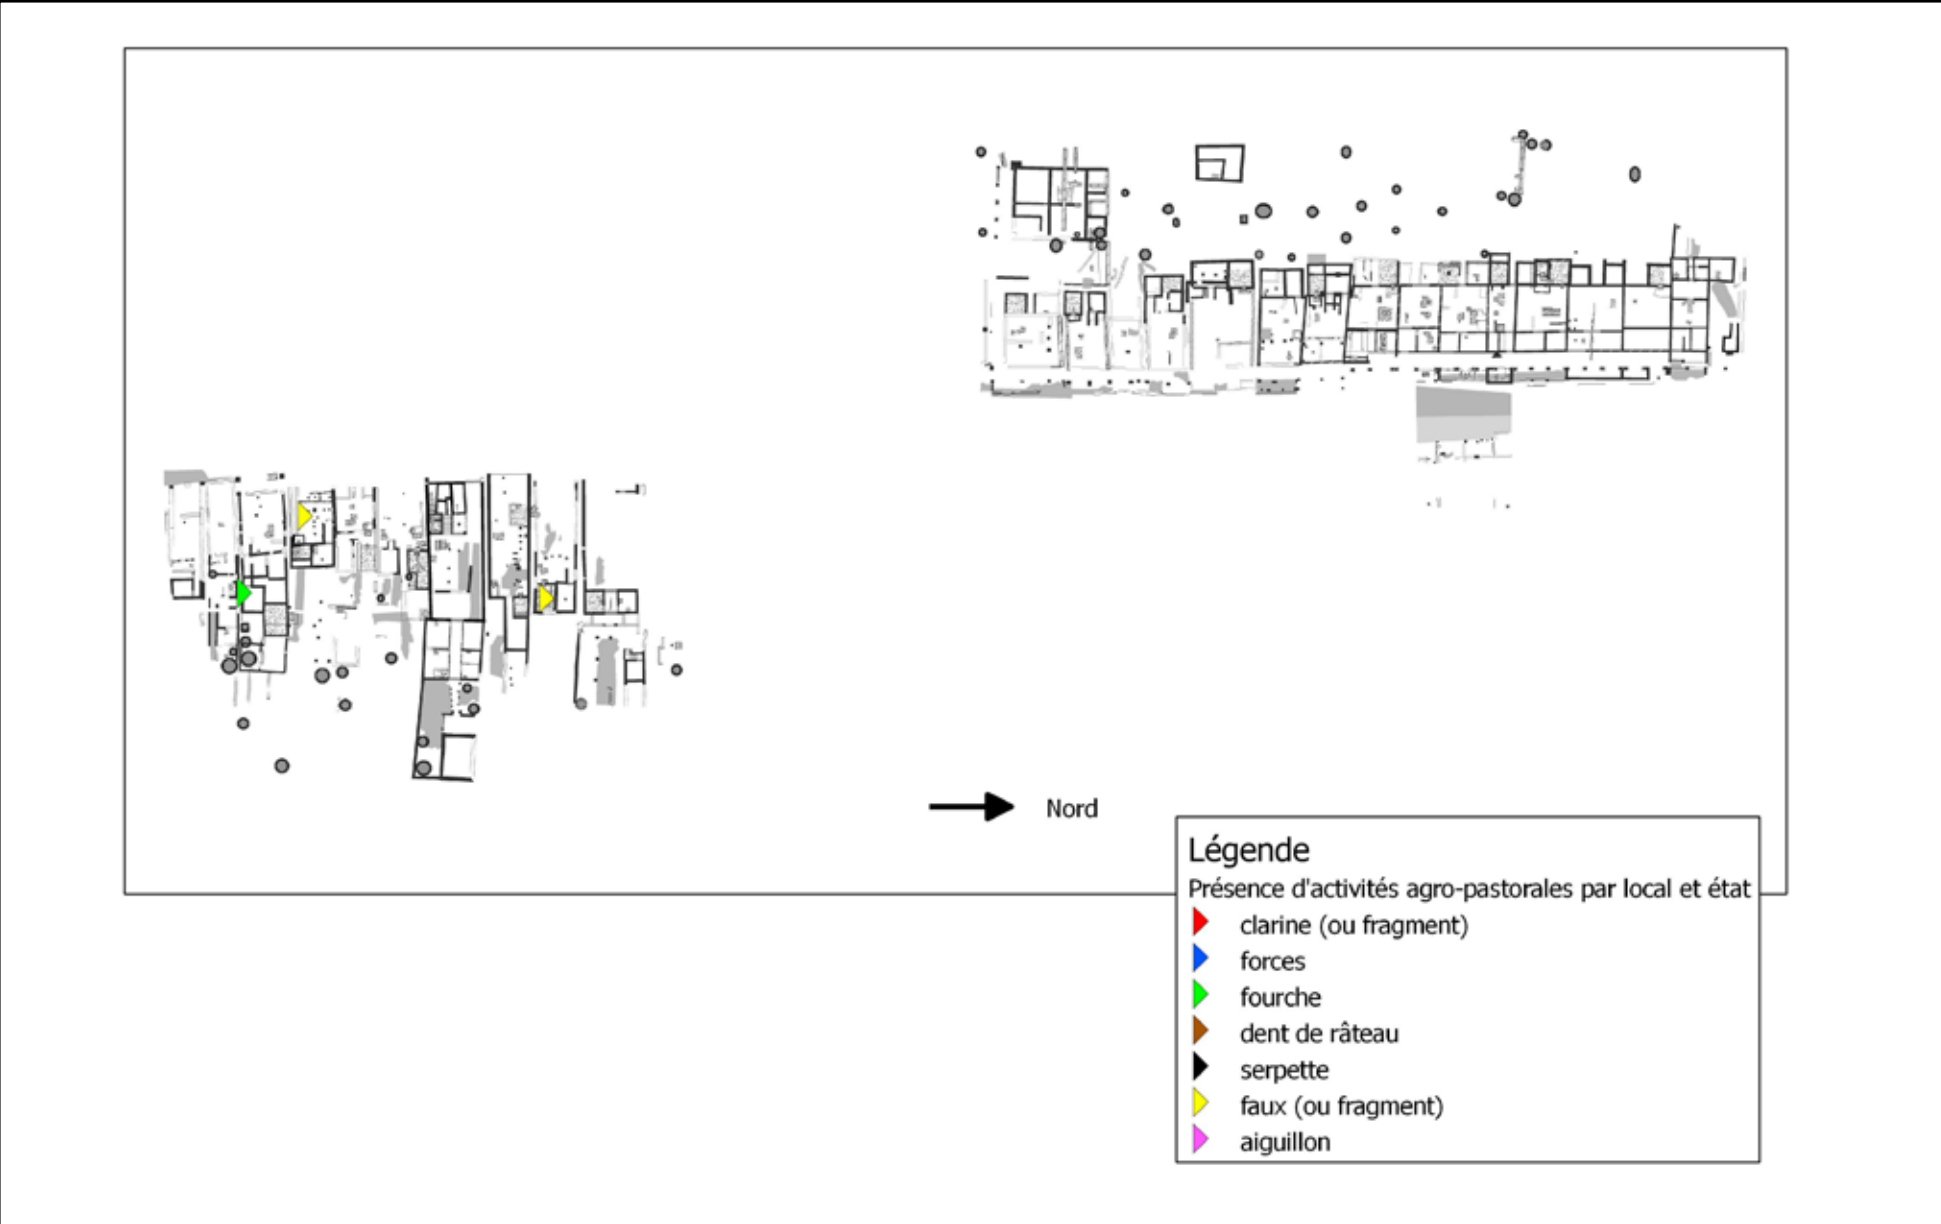 Nord
Légende
Présence d'activités agro-pastorales par local et état
clarine (ou fragment)
forces
fourche
dent de râteau
serpette
faux (ou fragment)
aiguillon